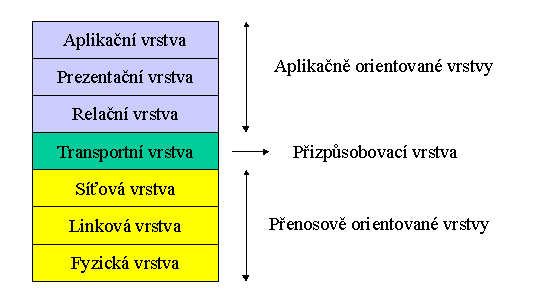 Aplikační vrstva
Prezentační vrstva
Relační vrstva
Transportní vrstva
Síťová vrstva
Linková vrstva
Fyzická vrstva
Aplikačně orientované vrstvy
Přizpůsobovací vrstva
Přenosově orientované vrstvy